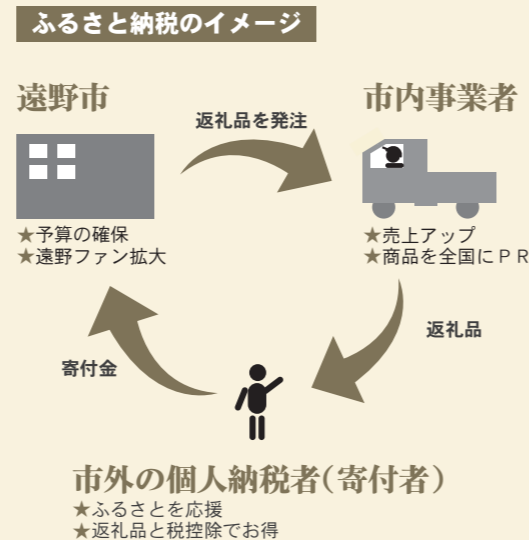 ふるさと納税のイメージ
遠野市
市内事業者
返礼品を発注
★予算の確保
★遠野ファン拡大
★売上アップ
★商品を全国にＰＲ
返礼品
寄付金
市外の個人納税者（寄付者）
★ふるさとを応援
★返礼品と税控除でお得